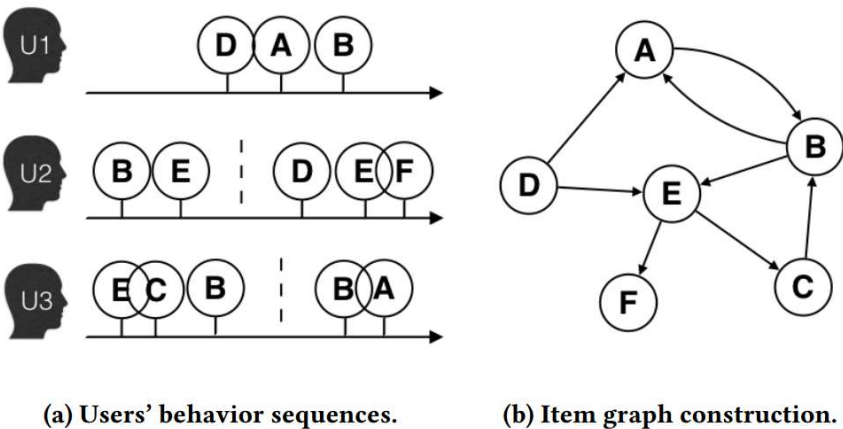 U1 D A B
U2 B E D E F
U3 E C B B A
(a) Users' behavior sequences.
A
B
D
E
C
F
(b) Item graph construction.